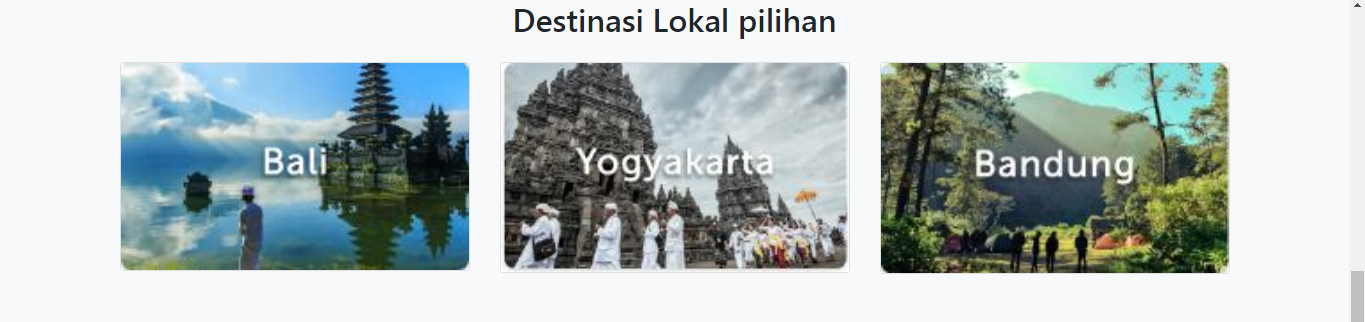 Destinasi Lokal pilihan
Bali
Yogyakarta
Bandung